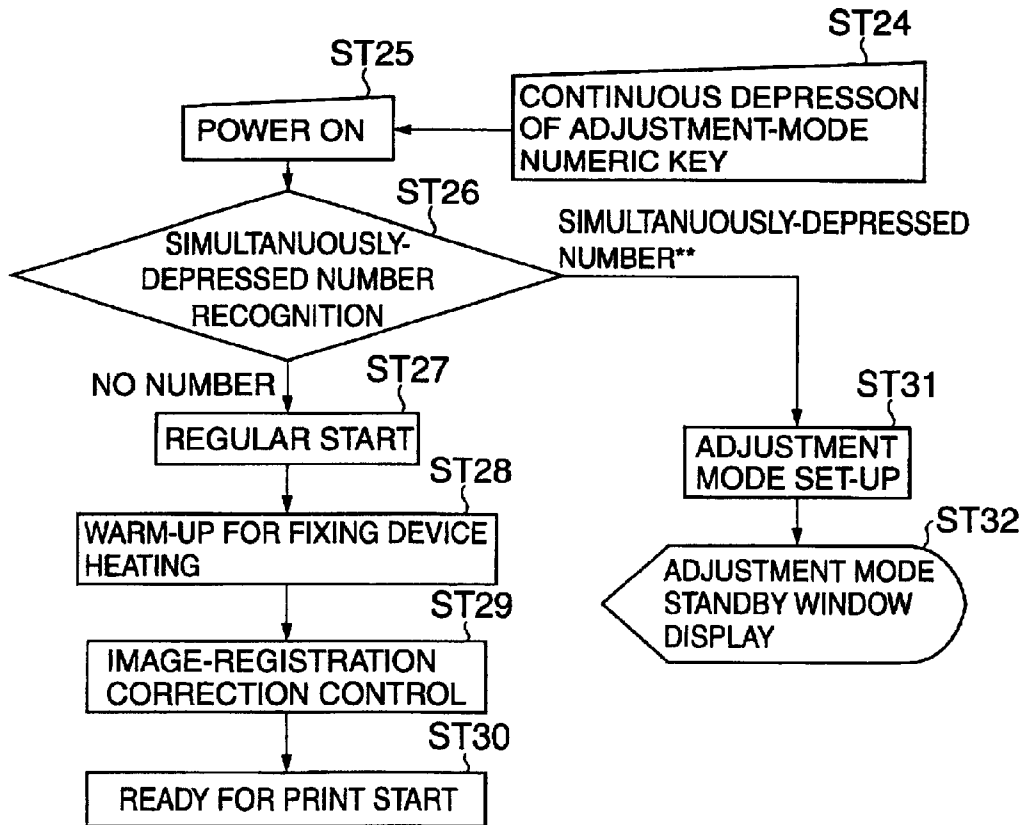 ST24
CONTINUOUS DEPRESSON
OF ADJUSTMENT-MODE
NUMERIC KEY
ST25
POWER ON
ST26
SIMULTANUOUSLY-
DEPRESSED NUMBER
RECOGNITION
SIMULTANUOUSLY-DEPRESSED
NUMBER**
NO NUMBER
ST27
REGULAR START
ST28
WARM-UP FOR FIXING DEVICE
HEATING
ST29
IMAGE-REGISTRATION
CORRECTION CONTROL
ST30
READY FOR PRINT START
ST31
ADJUSTMENT
MODE SET-UP
ST32
ADJUSTMENT MODE
STANDBY WINDOW
DISPLAY